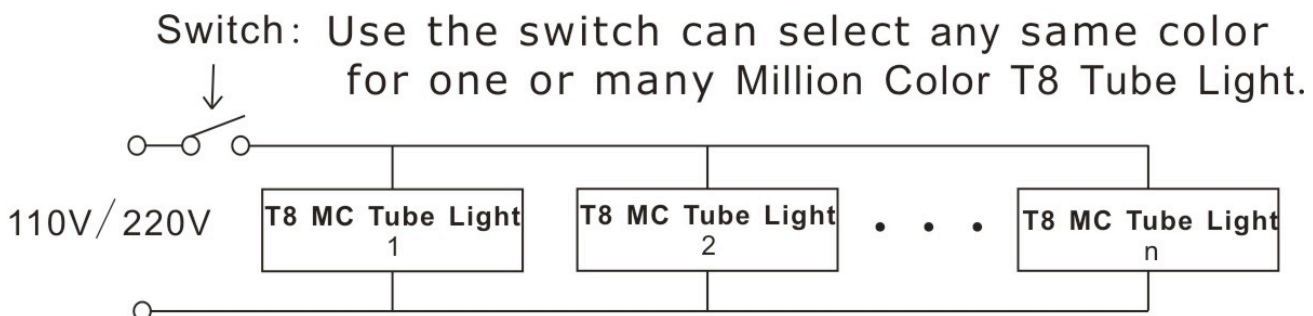 Switch: Use the switch can select any same color
for one or many Million Color T8 Tube Light.
110V/220V
T8 MC Tube Light
1
T8 MC Tube Light
2
• • •
T8 MC Tube Light
n